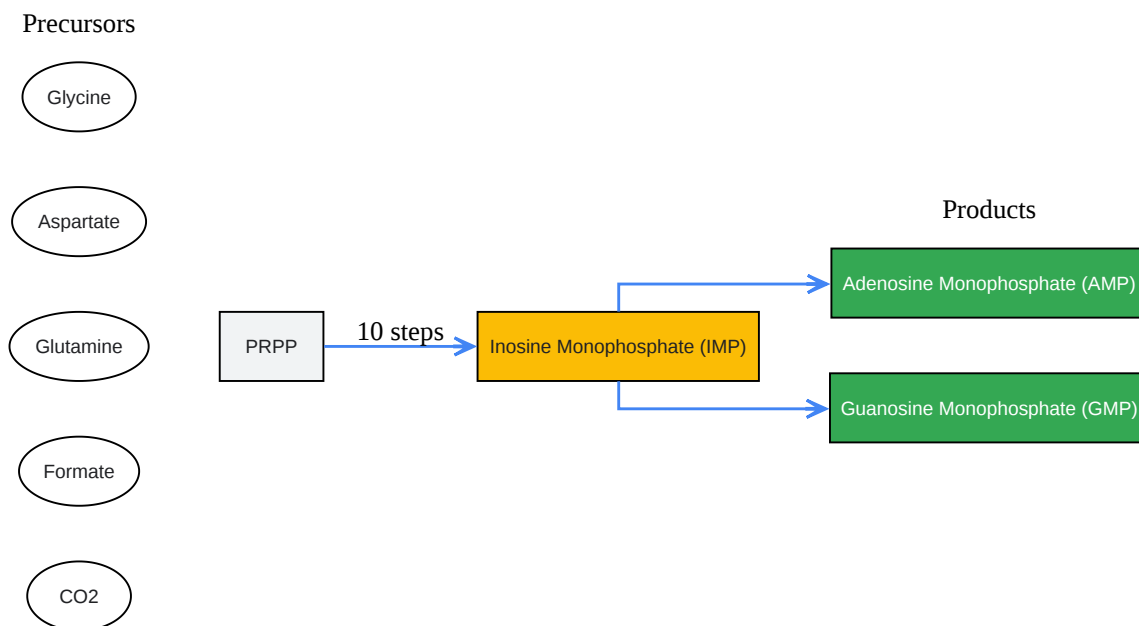 Precursors
Glycine
Aspartate
Products
Adenosine Monophosphate (AMP)
Glutamine
PRPP
10 steps
Inosine Monophosphate (IMP)
Guanosine Monophosphate (GMP)
Formate
CO2